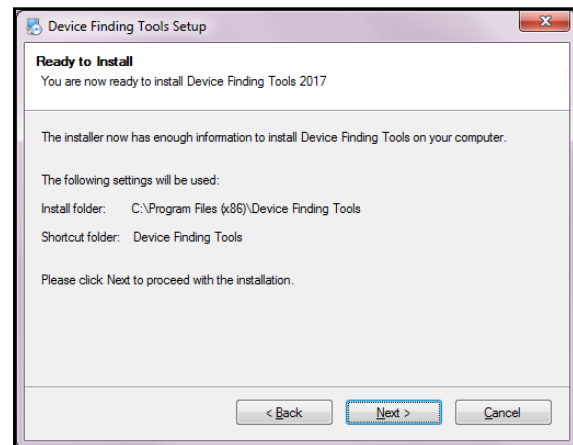 Device Finding Tools Setup
Ready to Install
You are now ready to install Device Finding Tools 2017
The installer now has enough information to install Device Finding Tools on your computer.
The following settings will be used:
Install folder: C:\Program Files (x86)\Device Finding Tools
Shortcut folder: Device Finding Tools
Please click Next to proceed with the installation.
< Back Next > Cancel